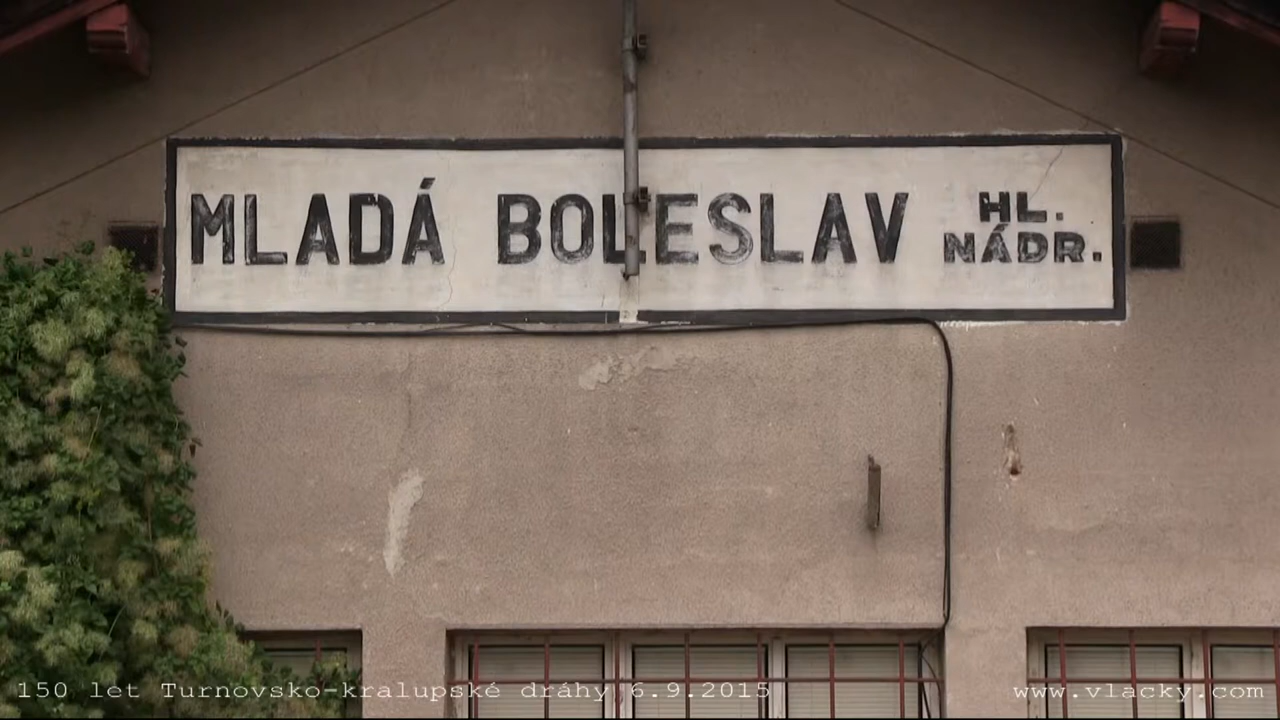 MLADÁ BOLESLAV HL. NÁDR.
150 let Turnovsko-kralupské dráhy 6.9.2015
www.vlacky.com